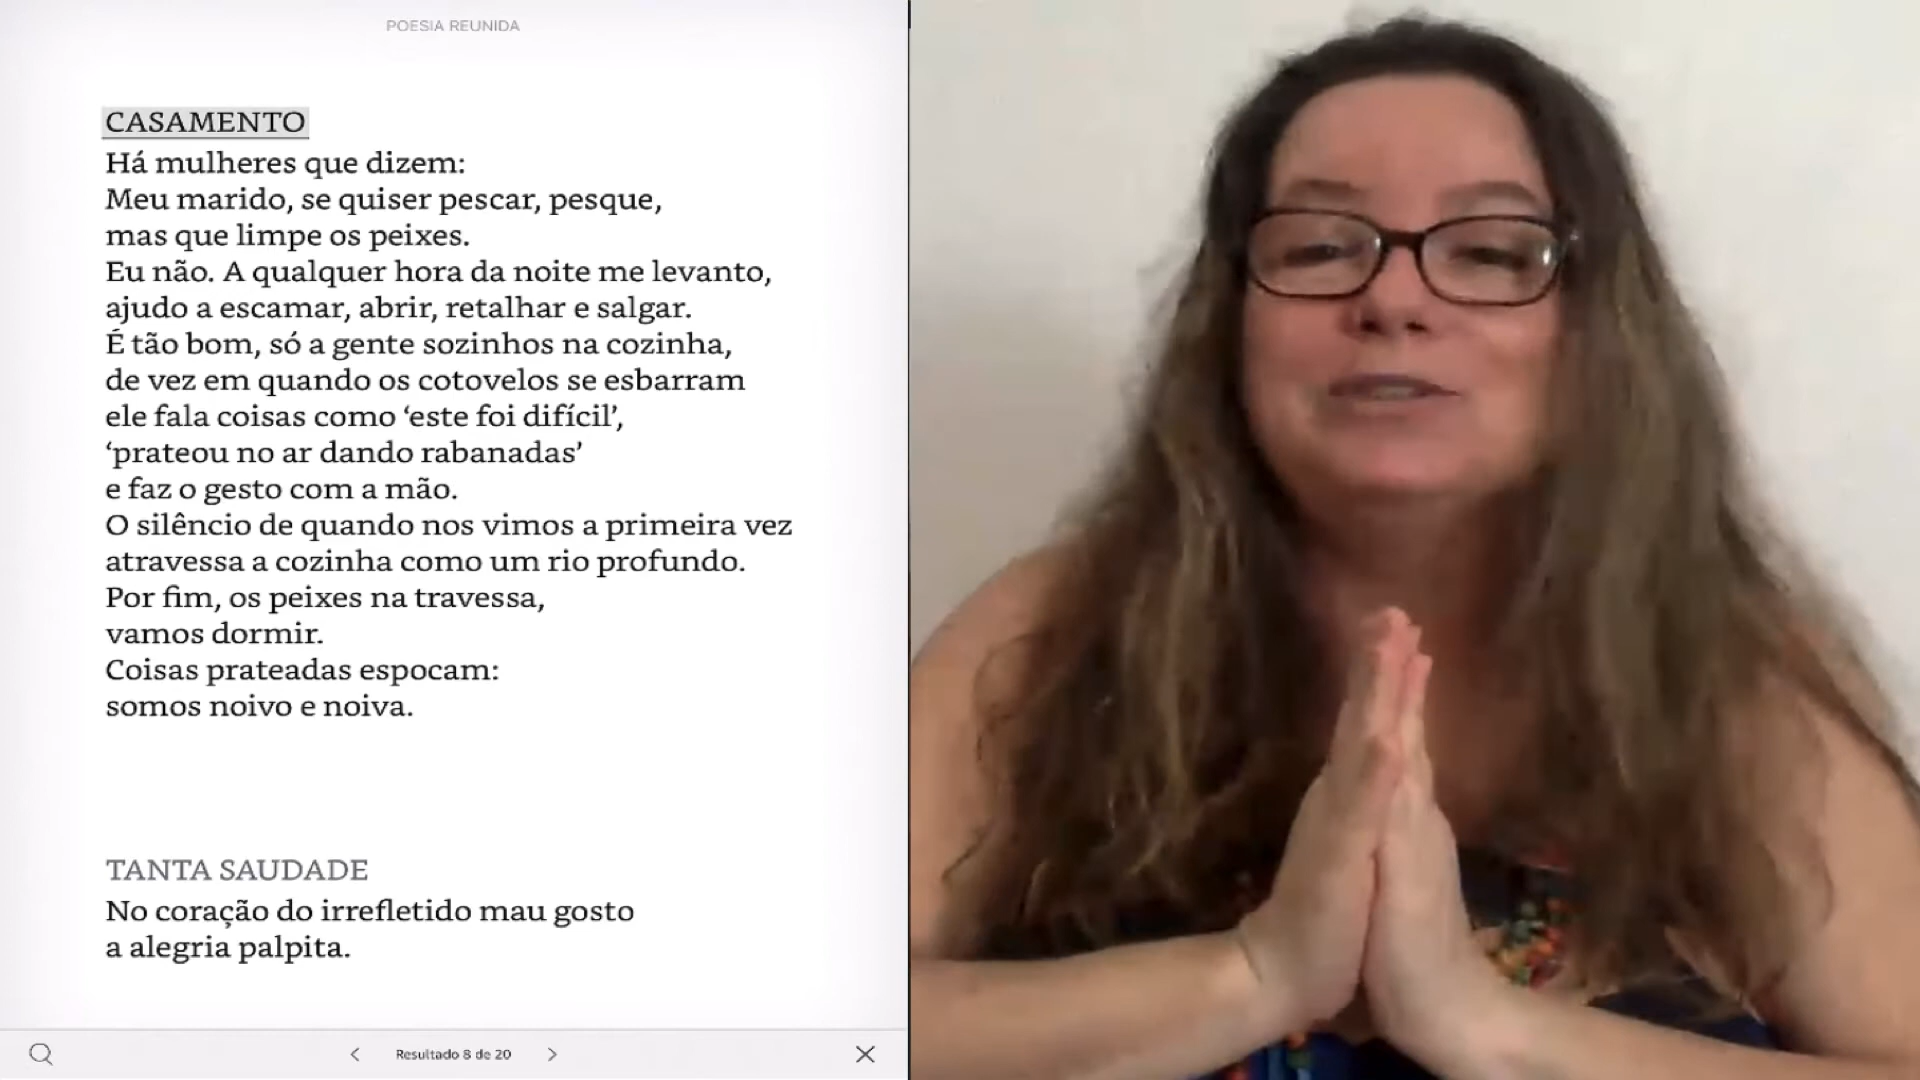 POESIA REUNIDA
CASAMENTO
Há mulheres que dizem:
Meu marido, se quiser pescar, pesque,
mas que limpe os peixes.
Eu não. A qualquer hora da noite me levanto,
ajudo a escamar, abrir, retalhar e salgar.
É tão bom, só a gente sozinhos na cozinha,
de vez em quando os cotovelos se esbarram
ele fala coisas como ‘este foi difícil’,
‘prateou no ar dando rabanadas’
e faz o gesto com a mão.
O silêncio de quando nos vimos a primeira vez
atravessa a cozinha como um rio profundo.
Por fim, os peixes na travessa,
vamos dormir.
Coisas prateadas espocam:
somos noivo e noiva.
TANTA SAUDADE
No coração do irrefletido mau gosto
a alegria palpita.
Resultado 8 de 20